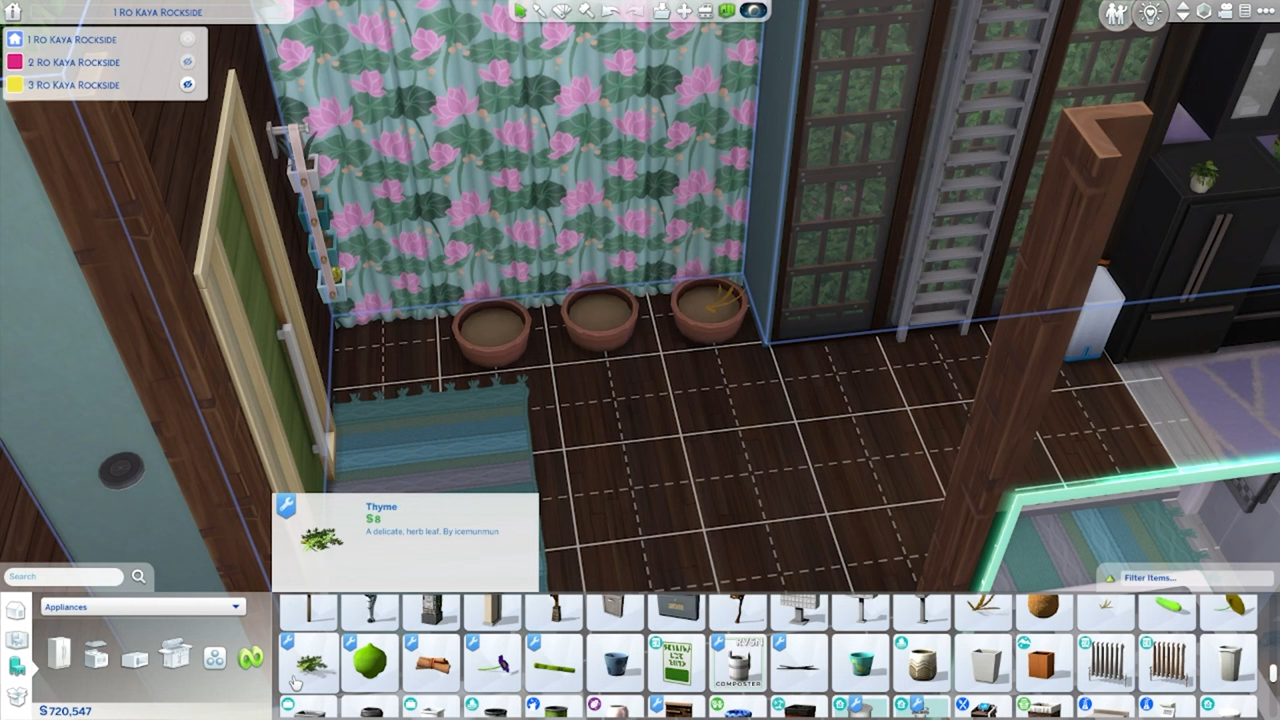 1 Ro Kaya Rockside
1 Ro Kaya Rockside
2 Ro Kaya Rockside
3 Ro Kaya Rockside
Thyme
§8
A delicate, herb leaf. By icemunmun
Search
Filter Items...
Appliances
RVSN
COMPOSTER
§720,547